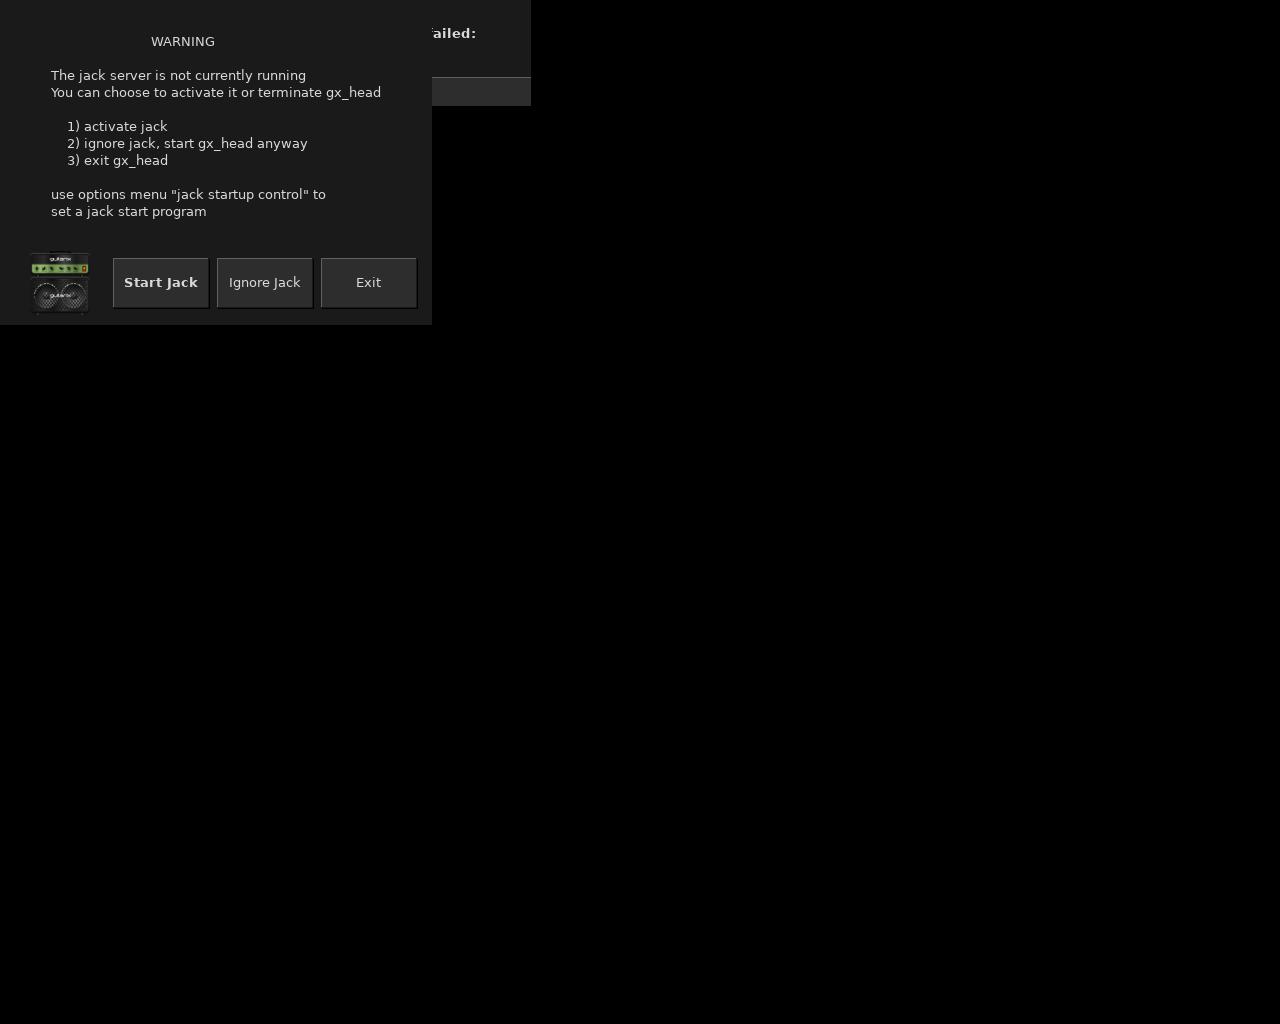 WARNING
The jack server is not currently running
You can choose to activate it or terminate gx_head
1) activate jack
2) ignore jack, start gx_head anyway
3) exit gx_head
use options menu "jack startup control" to
set a jack start program
guitarix
guitarix
Start Jack
Ignore Jack
Exit
failed: